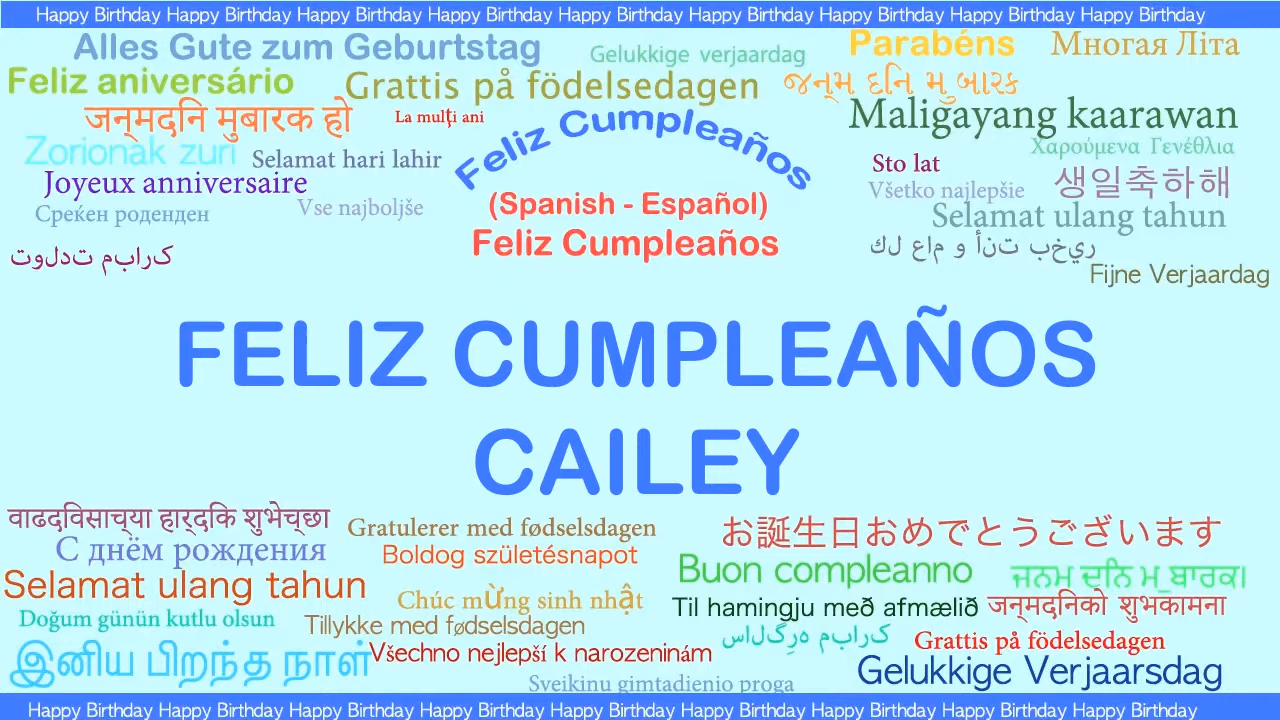 Happy Birthday Happy Birthday Happy Birthday Happy Birthday Happy Birthday Happy Birthday Happy Birthday Happy Birthday Happy Birthday
Alles Gute zum Geburtstag
Gelukkige verjaardag
Parabéns
Многая Літа
Feliz aniversário
Grattis på födelsedagen
જન્મ દિન મુબારક
जन्मदिन मुबारक हो
La mulţi ani
Feliz Cumpleaños
Maligayang kaarawan
Zorionak zuri
Selamat hari lahir
Χαρούμενα Γενέθλια
Sto lat
Joyeux anniversaire
(Spanish - Español)
Všetko najlepšie
생일축하해
Срећен роденден
Vse najboljše
Selamat ulang tahun
Feliz Cumpleaños
تولدت مبارک
كل عام و أنت بخير
Fijne Verjaardag
FELIZ CUMPLEAÑOS
CAILEY
वाढदिवसाच्या हार्दिक शुभेच्छा
Gratulerer med fødselsdagen
お誕生日おめでとうございます
С днём рождения
Boldog születésnapot
Buon compleanno
ਜਨਮ ਦਿਨ ਮੁਬਾਰਕ।
Selamat ulang tahun
Chúc mừng sinh nhật
Til hamingju með afmælið
जन्मदिनको शुभकामना
Doğum günün kutlu olsun
Tillykke med fødselsdagen
سالگرہ مبارک
Grattis på födelsedagen
இனிய பிறந்த நாள்
Všechno nejlepší k narozeninám
Gelukkige Verjaarsdag
Sveikinu gimtadienio proga
Happy Birthday Happy Birthday Happy Birthday Happy Birthday Happy Birthday Happy Birthday Happy Birthday Happy Birthday Happy Birthday